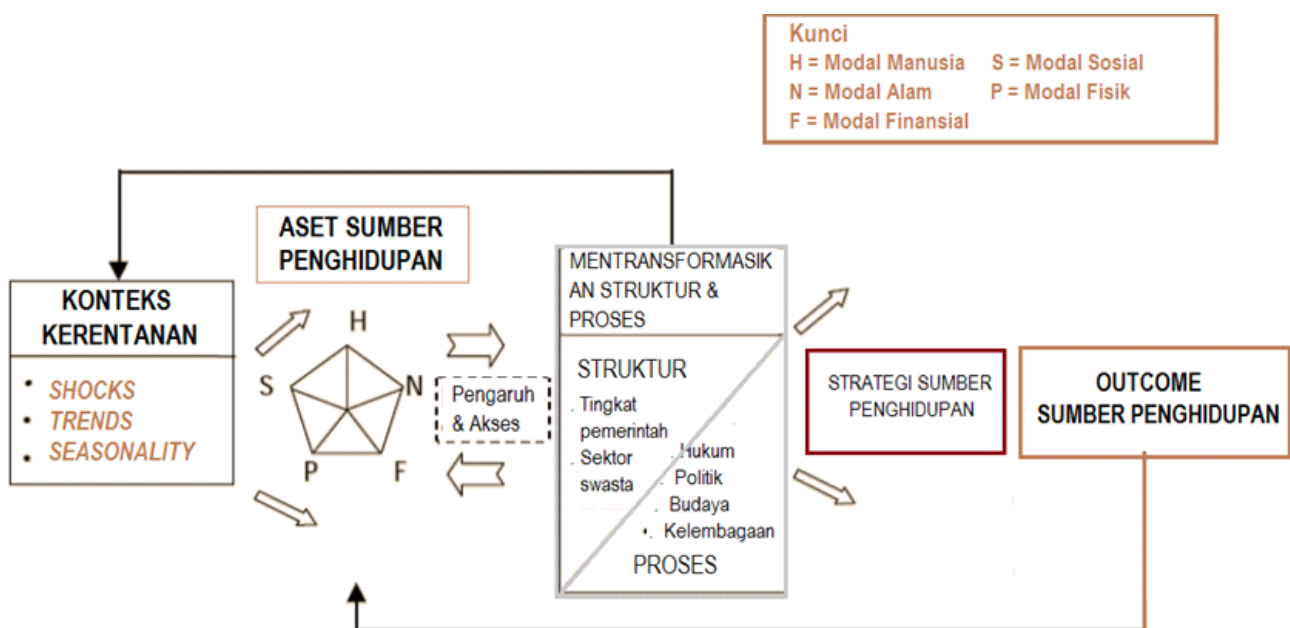 Kunci
H = Modal Manusia S = Modal Sosial
N = Modal Alam P = Modal Fisik
F = Modal Finansial
ASET SUMBER
PENGHIDUPAN
KONTEKS
KERENTANAN
• SHOCKS
• TRENDS
• SEASONALITY
H
S
N
P
F
Pengaruh
& Akses
MENTRANSFORMASIK
AN STRUKTUR &
PROSES
STRUKTUR
. Tingkat
pemerintah
. Sektor
swasta
. Hukum
. Politik
. Budaya
•. Kelembagaan
PROSES
STRATEGI SUMBER
PENGHIDUPAN
OUTCOME
SUMBER PENGHIDUPAN